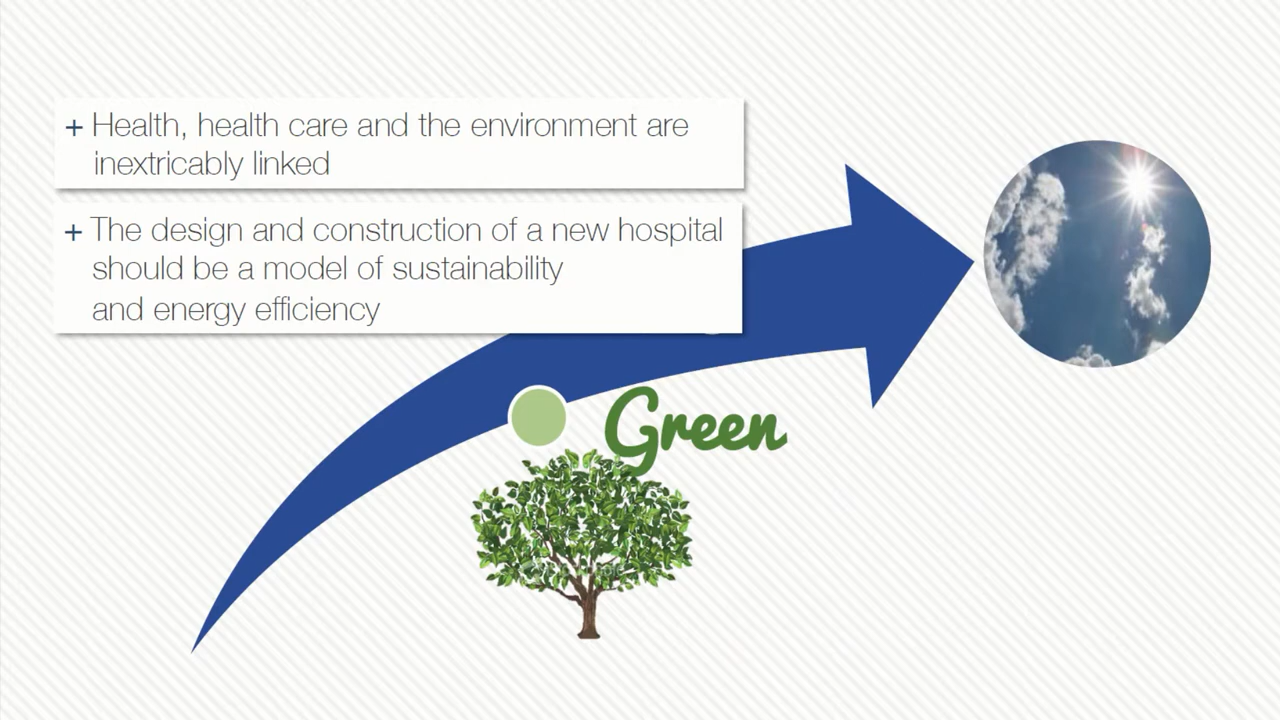 + Health, health care and the environment are
inextricably linked
+ The design and construction of a new hospital
should be a model of sustainability
and energy efficiency
Green